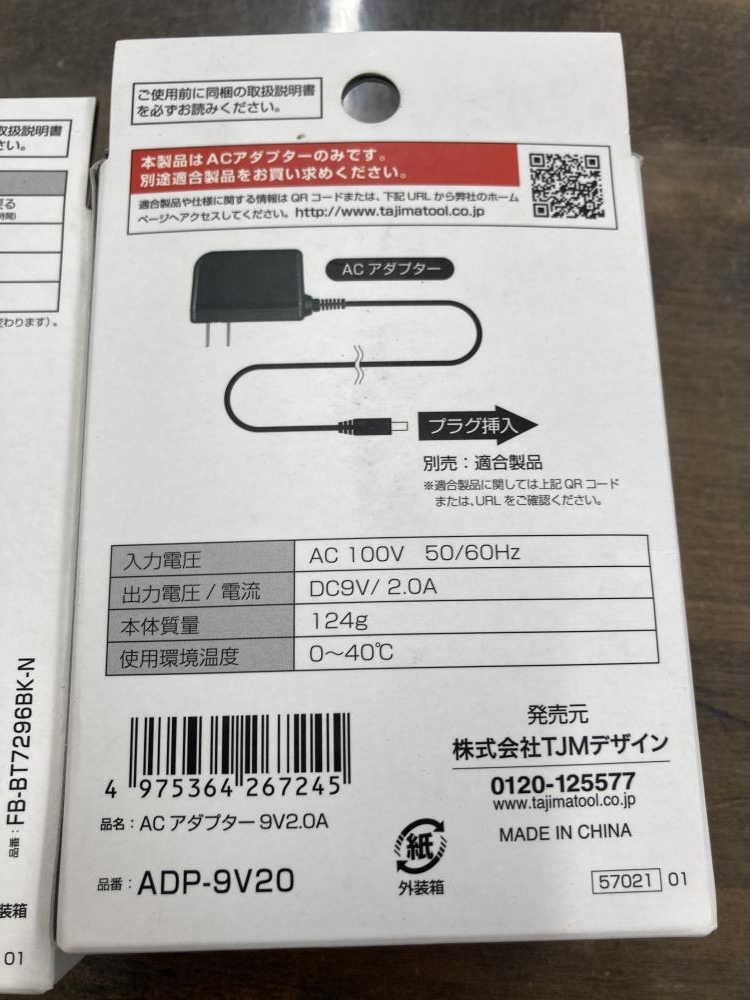 ご使用前に同梱の取扱説明書
を必ずお読みください。
本製品はACアダプターのみです。
別途適合製品をお買い求めください。
適合製品や仕様に関する情報は QR コードまたは、下記 URL から弊社のホーム
ページへアクセスしてください。http://www.tajimatool.co.jp
AC アダプター
プラグ挿入
別売：適合製品
※適合製品に関しては上記 QR コード
または、URL をご確認ください。
入力電圧 AC 100V 50/60Hz
出力電圧 / 電流 DC9V/ 2.0A
本体質量 124g
使用環境温度 0～40℃
4 975364 267245
品名：AC アダプター 9V2.0A
品番：ADP-9V20
紙
外装箱
発売元
株式会社TJMデザイン
0120-125577
www.tajimatool.co.jp
MADE IN CHINA
57021 01
取扱説明書
さい。
変わります）。
品番：FB-BT7296BK-N
装箱
01